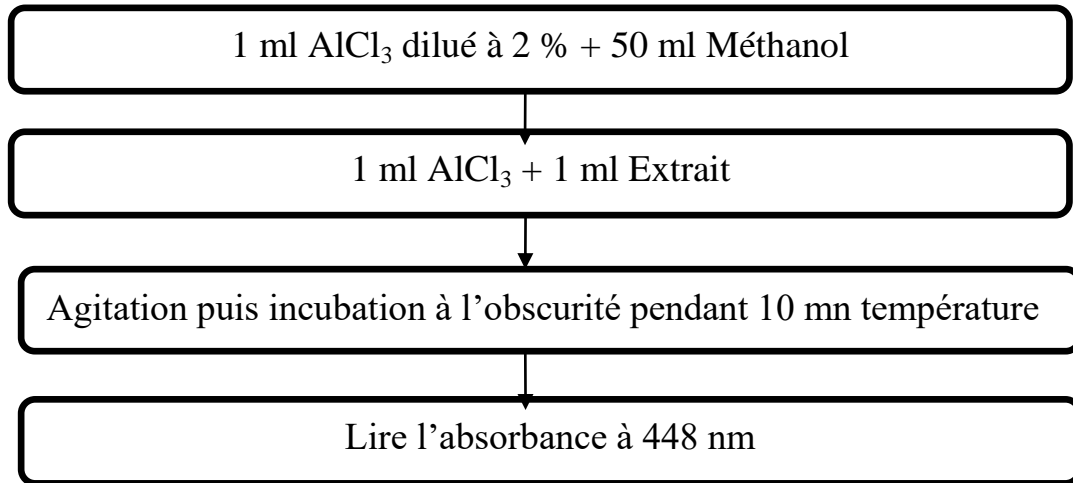 1 ml AlCl₃ dilué à 2 % + 50 ml Méthanol
1 ml AlCl₃ + 1 ml Extrait
Agitation puis incubation à l’obscurité pendant 10 mn température
Lire l’absorbance à 448 nm